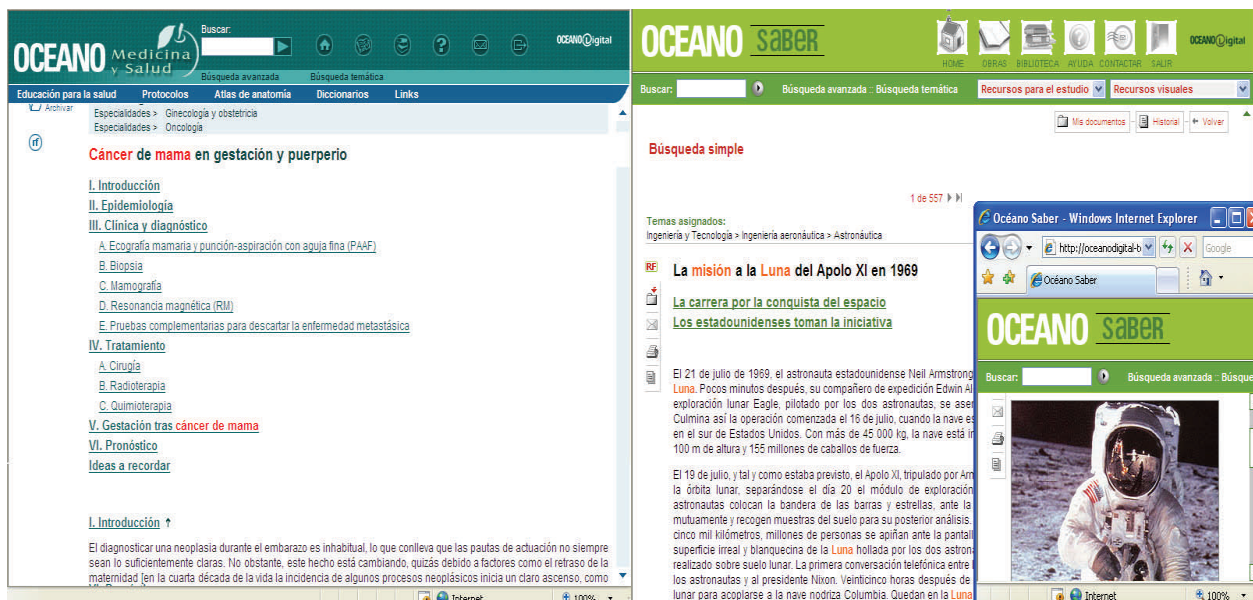 Buscar:
OCEANO Medicina y Salud
OCEANO Digital
Búsqueda avanzada Búsqueda temática
Educación para la salud Protocolos Atlas de anatomía Diccionarios Links
Archivar
Especialidades > Ginecología y obstetricia
Especialidades > Oncología
rf
Cáncer de mama en gestación y puerperio
I. Introducción
II. Epidemiología
III. Clínica y diagnóstico
A. Ecografía mamaria y punción-aspiración con aguja fina (PAAF)
B. Biopsia
C. Mamografía
D. Resonancia magnética (RM)
E. Pruebas complementarias para descartar la enfermedad metastásica
IV. Tratamiento
A. Cirugía
B. Radioterapia
C. Quimioterapia
V. Gestación tras cáncer de mama
VI. Pronóstico
Ideas a recordar
I. Introducción ↑
El diagnosticar una neoplasia durante el embarazo es inhabitual, lo que conlleva que las pautas de actuación no siempre
sean lo suficientemente claras. No obstante, este hecho está cambiando, quizás debido a factores como el retraso de la
maternidad [en la cuarta década de la vida la incidencia de algunos procesos neoplásicos inicia un claro ascenso, como
Internet 100%
OCEANO SABER
HOME OBRAS BIBLIOTECA AYUDA CONTACTAR SALIR
OCEANO Digital
Buscar: Búsqueda avanzada :: Búsqueda temática Recursos para el estudio Recursos visuales
Mis documentos Historial Volver
Búsqueda simple
1 de 557
Temas asignados:
Ingeniería y Tecnología > Ingeniería aeronáutica > Astronáutica
RF
La misión a la Luna del Apolo XI en 1969
La carrera por la conquista del espacio
Los estadounidenses toman la iniciativa
El 21 de julio de 1969, el astronauta estadounidense Neil Armstrong
Luna. Pocos minutos después, su compañero de expedición Edwin Al
exploración lunar Eagle, pilotado por los dos astronautas, se aser
Culmina así la operación comenzada el 16 de julio, cuando la nave es
en el sur de Estados Unidos. Con más de 45 000 kg, la nave está ir
100 m de altura y 155 millones de caballos de fuerza.
El 19 de julio, y tal y como estaba previsto, el Apolo XI, tripulado por Arm
la órbita lunar, separándose el día 20 el módulo de exploración
astronautas colocan la bandera de las barras y estrellas, ante la
mutuamente y recogen muestras del suelo para su posterior análisis.
cinco mil kilómetros, millones de personas se apiñan ante la pantall
superficie irreal y blanquecina de la Luna hollada por los dos astron
realizado sobre suelo lunar. La primera conversación telefónica entre l
los astronautas y al presidente Nixon. Veinticinco horas después de
lunar para acoplarse a la nave nodriza Columbia. Quedan en la Luna
Océano Saber - Windows Internet Explorer
http://oceanodigital-b Google
Océano Saber
OCEANO SABER
Buscar: Búsqueda avanzada :: Búsque
Internet 100%